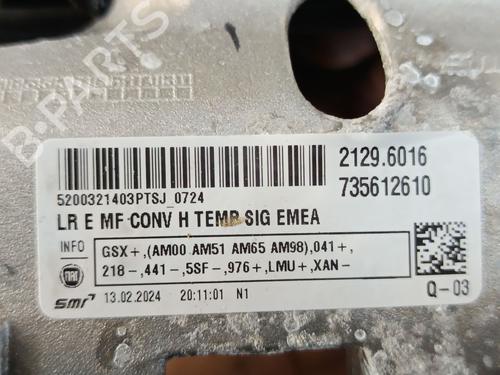 B-PARTS
5200321403PTSJ_0724
2129.6016
735612610
LR E MF CONV H TEMP SIG EMEA
INFO
FIAT
GSX+,(AM00 AM51 AM65 AM98),041+,
218-,441-,5SF-,976+,LMU+,XAN-
smr
13.02.2024 20:11:01 N1
Q-03